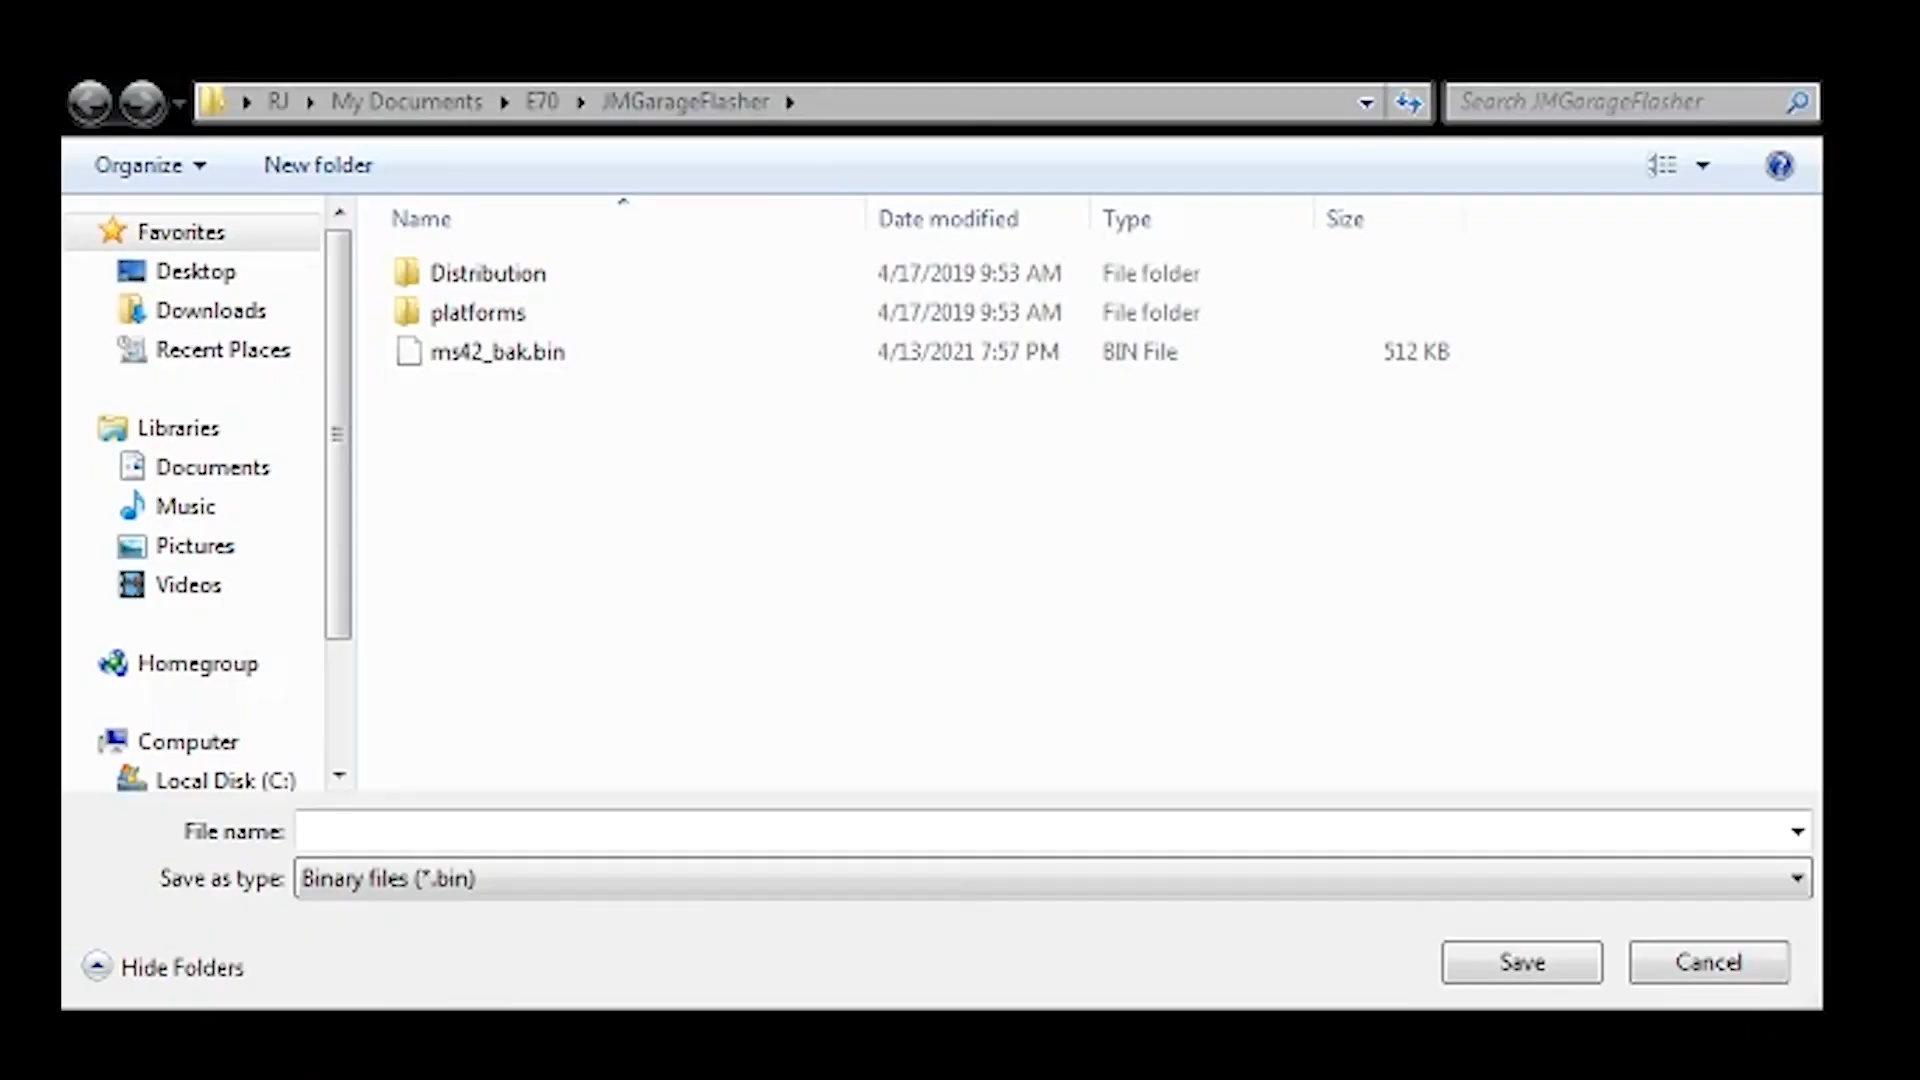 RJ My Documents E70 JMGarageFlasher
Search JMGarageFlasher
Organize
New folder
Name Date modified Type Size
Favorites
Desktop
Downloads
Recent Places
Libraries
Documents
Music
Pictures
Videos
Homegroup
Computer
Local Disk (C:)
Distribution 4/17/2019 9:53 AM File folder
platforms 4/17/2019 9:53 AM File folder
ms42_bak.bin 4/13/2021 7:57 PM BIN File 512 KB
File name:
Save as type: Binary files (*.bin)
Hide Folders
Save
Cancel